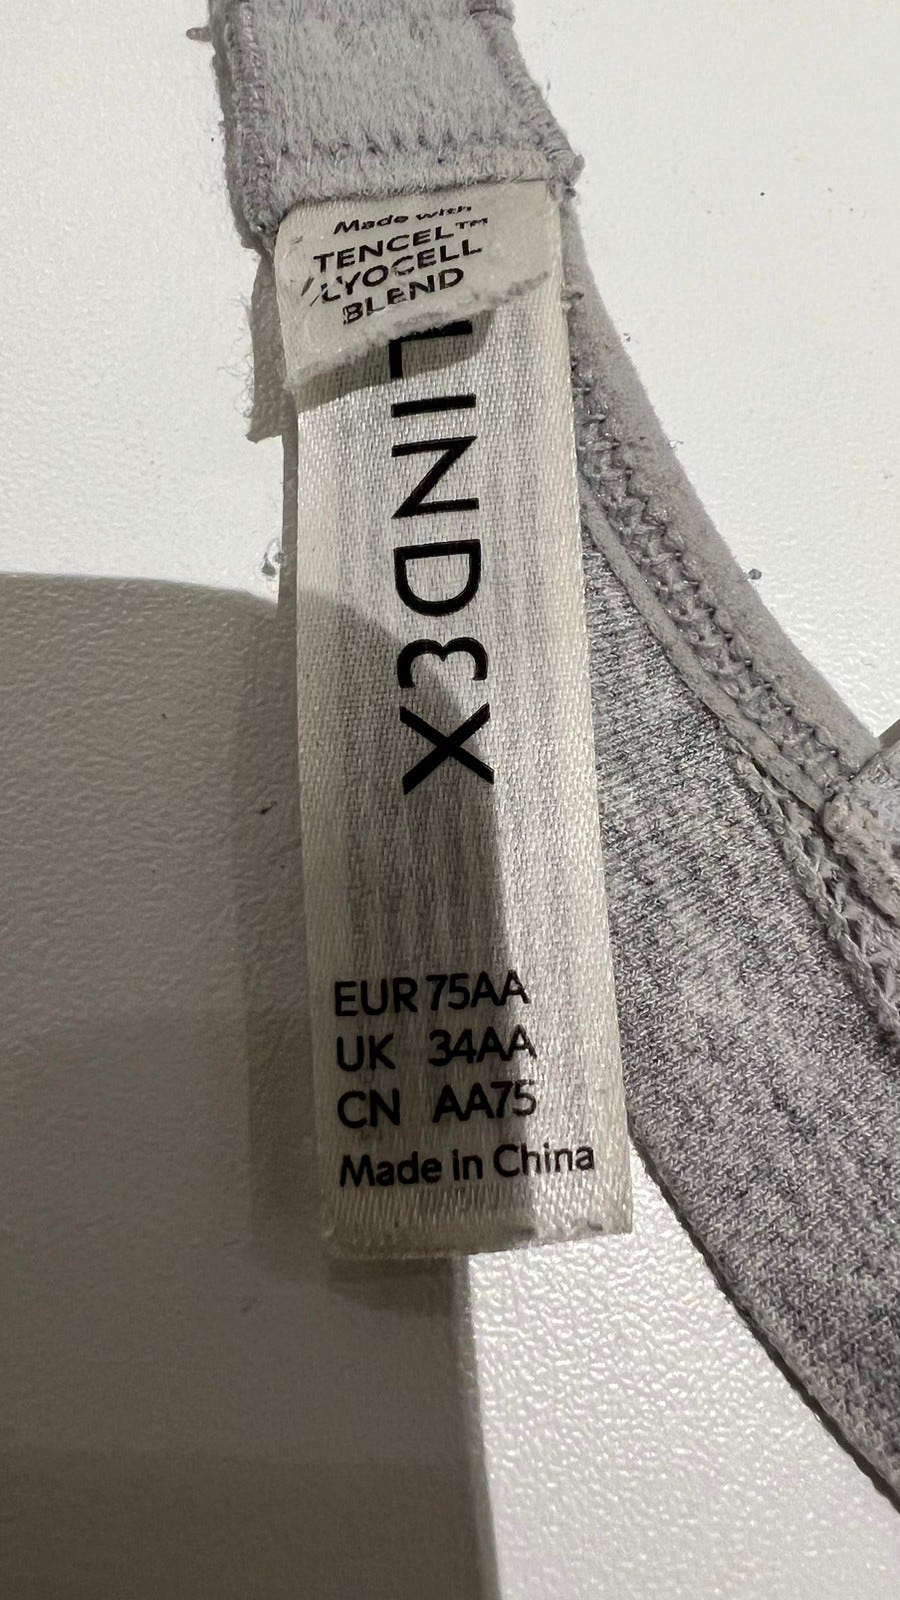 Made with
TENCEL™
LYOCELL
BLEND
LINDEX
EUR 75AA
UK 34AA
CN AA75
Made in China